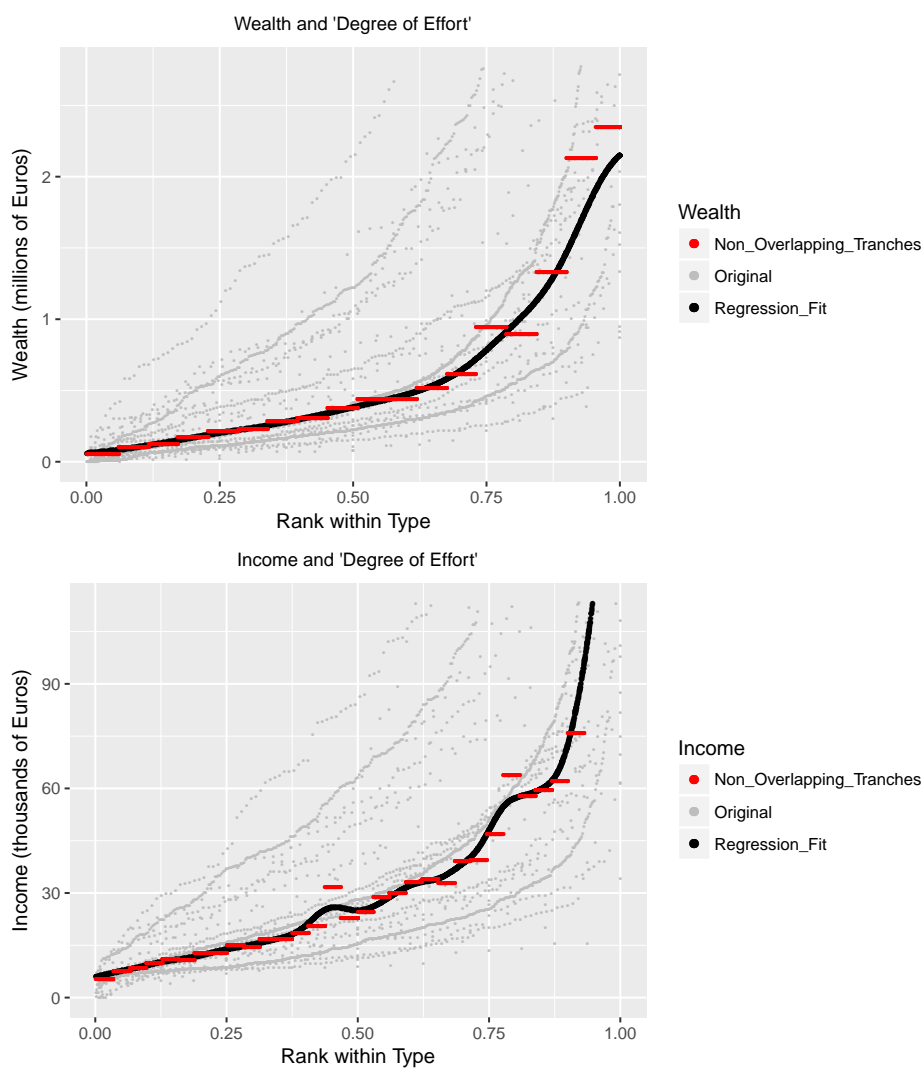 Wealth and 'Degree of Effort'
Wealth (millions of Euros)
2
1
0
0.00 0.25 0.50 0.75 1.00
Rank within Type
Wealth
Non_Overlapping_Tranches
Original
Regression_Fit
Income and 'Degree of Effort'
Income (thousands of Euros)
90
60
30
0
0.00 0.25 0.50 0.75 1.00
Rank within Type
Income
Non_Overlapping_Tranches
Original
Regression_Fit